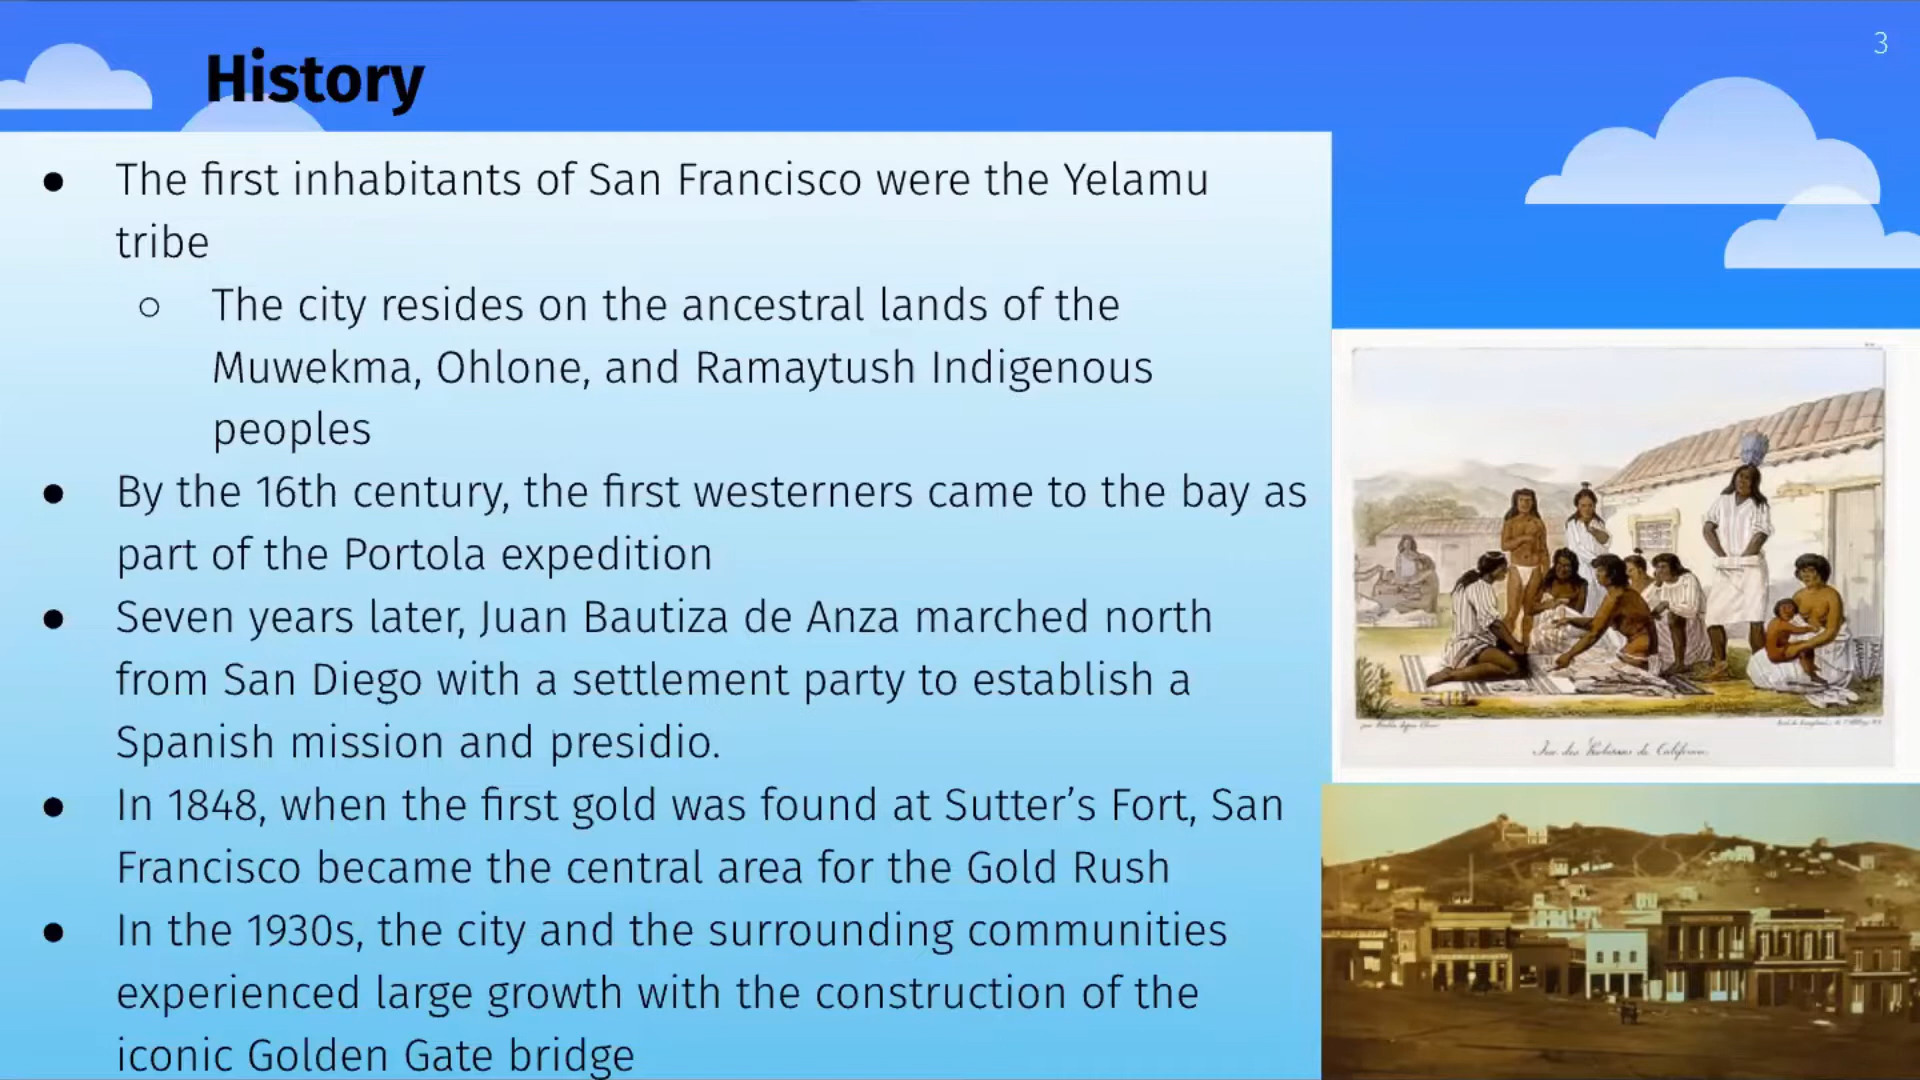 3
History
● The first inhabitants of San Francisco were the Yelamu
tribe
○ The city resides on the ancestral lands of the
Muwekma, Ohlone, and Ramaytush Indigenous
peoples
● By the 16th century, the first westerners came to the bay as
part of the Portola expedition
● Seven years later, Juan Bautiza de Anza marched north
from San Diego with a settlement party to establish a
Spanish mission and presidio.
● In 1848, when the first gold was found at Sutter’s Fort, San
Francisco became the central area for the Gold Rush
● In the 1930s, the city and the surrounding communities
experienced large growth with the construction of the
iconic Golden Gate bridge